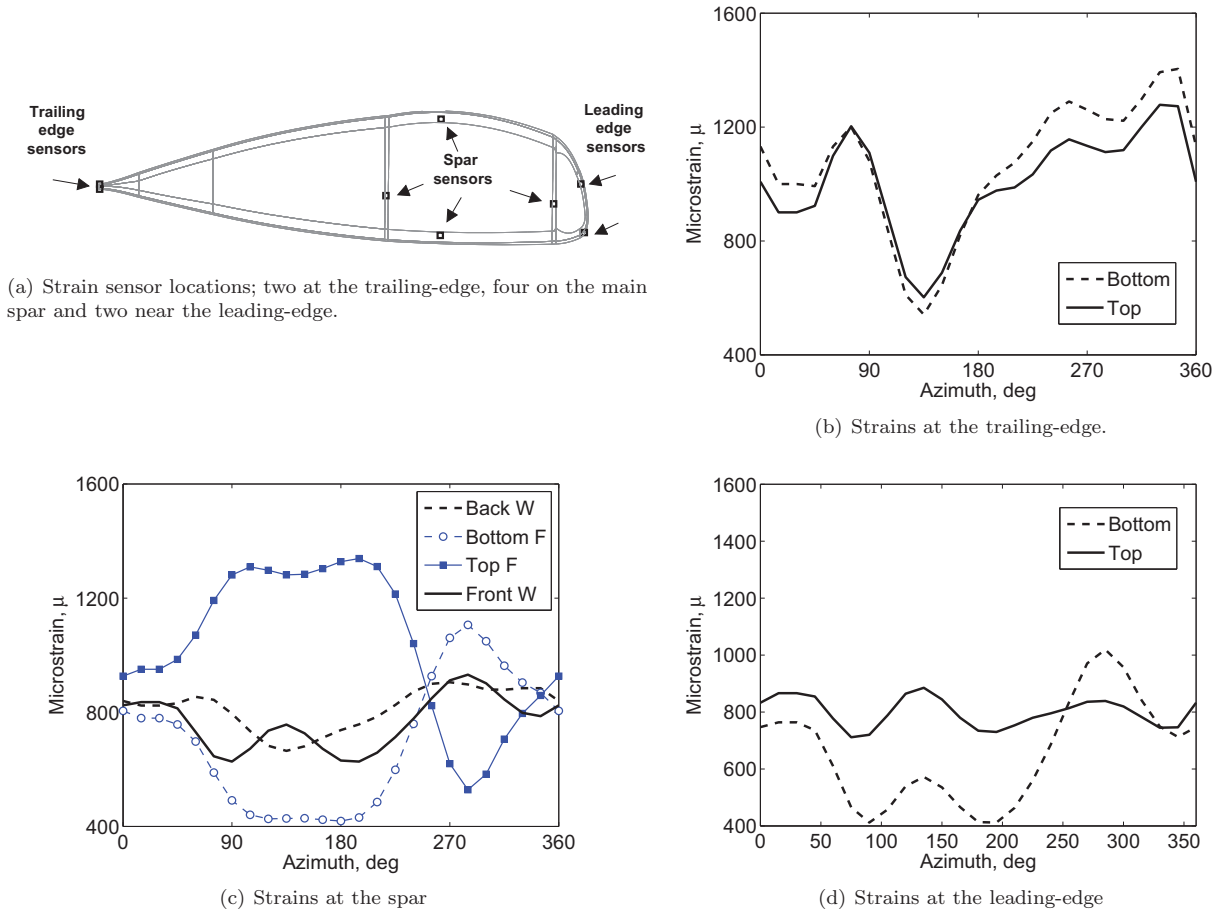 Trailing
edge
sensors
Spar
sensors
Leading
edge
sensors
(a) Strain sensor locations; two at the trailing-edge, four on the main
spar and two near the leading-edge.
1600
1200
800
400
Microstrain, μ
0
90
180
270
360
Azimuth, deg
Bottom
Top
(b) Strains at the trailing-edge.
1600
1200
800
400
Microstrain, μ
0
90
180
270
360
Azimuth, deg
Back W
Bottom F
Top F
Front W
(c) Strains at the spar
1600
1400
1200
1000
800
600
400
Microstrain, μ
0
50
100
150
200
250
300
350
Azimuth, deg
Bottom
Top
(d) Strains at the leading-edge